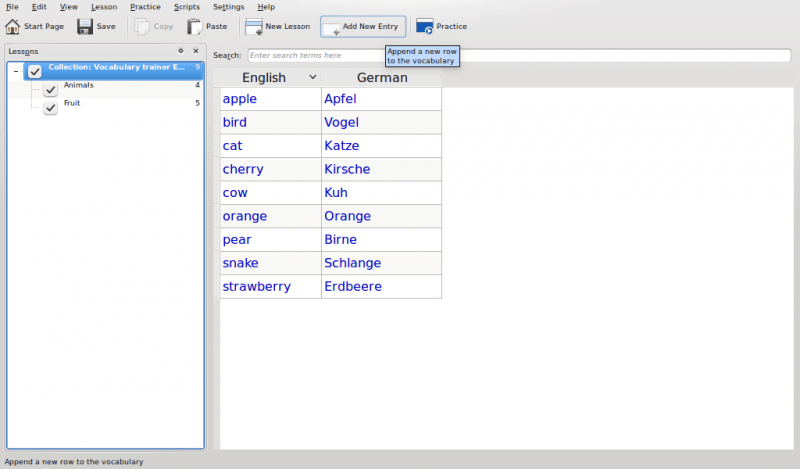 File Edit View Lesson Practice Scripts Settings Help
Start Page Save Copy Paste New Lesson Add New Entry Practice
Lessons
Search: Enter search terms here
Append a new row
to the vocabulary
Collection: Vocabulary trainer E... 9
Animals 4
Fruit 5
English German
apple Apfel
bird Vogel
cat Katze
cherry Kirsche
cow Kuh
orange Orange
pear Birne
snake Schlange
strawberry Erdbeere
Append a new row to the vocabulary